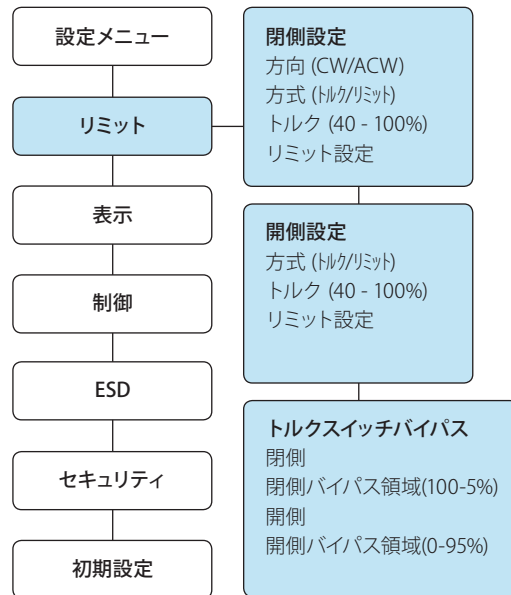 設定メニュー
リミット
表示
制御
ESD
セキュリティ
初期設定
閉側設定
方向 (CW/ACW)
方式 (ﾄﾙｸ/ﾘﾐｯﾄ)
トルク (40 - 100%)
リミット設定
開側設定
方式 (ﾄﾙｸ/ﾘﾐｯﾄ)
トルク (40 - 100%)
リミット設定
トルクスイッチバイパス
閉側
閉側バイパス領域(100-5%)
開側
開側バイパス領域(0-95%)